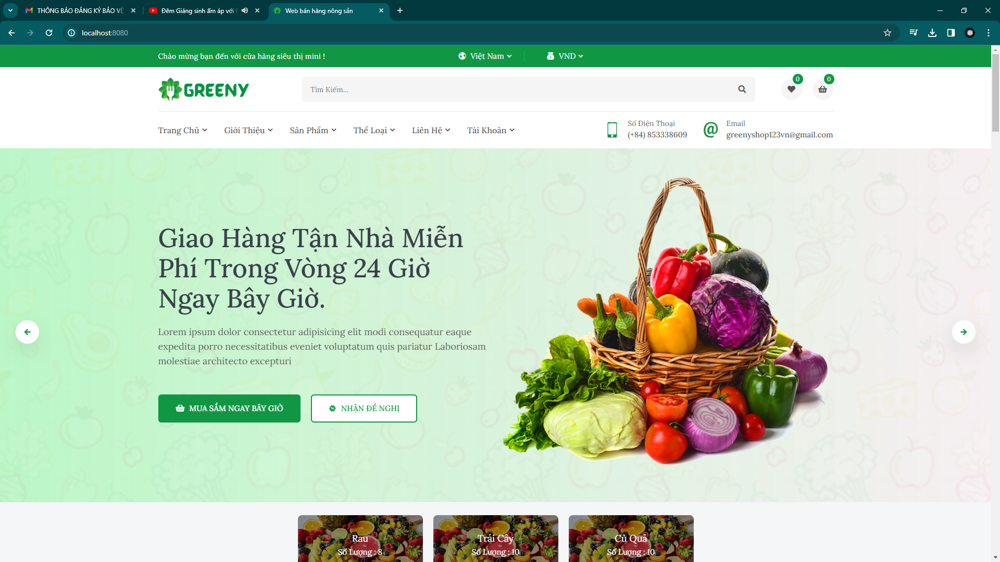 THÔNG BÁO ĐĂNG KÝ BẢO VỆ
Đêm Giáng sinh ấm áp với
Web bán hàng nông sản
localhost:8080
Chào mừng bạn đến với cửa hàng siêu thị mini !
Việt Nam
VND
GREENY
Tìm Kiếm...
0
0
Trang Chủ
Giới Thiệu
Sản Phẩm
Thể Loại
Liên Hệ
Tài Khoản
Số Điện Thoại
(+84) 853338609
Email
greenyshop123vn@gmail.com
Giao Hàng Tận Nhà Miễn
Phí Trong Vòng 24 Giờ
Ngay Bây Giờ.
Lorem ipsum dolor consectetur adipisicing elit modi consequatur eaque
expedita porro necessitatibus eveniet voluptatum quis pariatur Laboriosam
molestiae architecto excepturi
MUA SẮM NGAY BÂY GIỜ
NHẬN ĐỀ NGHỊ
Rau
Số Lượng : 8
Trái Cây
Số Lượng : 10
Củ Quả
Số Lượng : 10